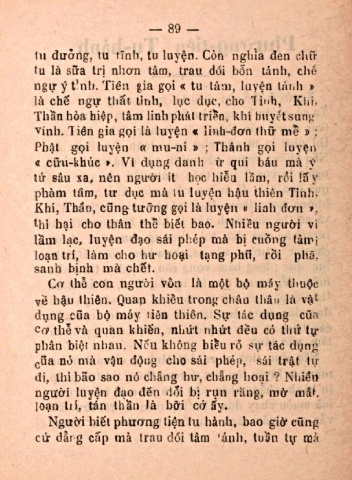 — 89 —
tu đưởng, tu tĩnh, tu luyện. Còn nghĩa đen chữ
tu là sữa trị nhơn tâm, trau dồi bổn tánh, chế
ngự ý tình. Tiên gia gọi « tu tâm, luyện tánh »
là chế ngự thất tình, lục dục, cho Tinh, Khí,
Thần hòa hiệp, tâm linh phát triển, khí huyết sung
vinh. Tiên gia gọi là luyện « linh-đơn thử mễ » ;
Phật gọi luyện « mu-ni » ; Thánh gọi luyện
« cữu-khúc ». Vì dụng danh từ quí báu mà ý
tứ sâu xa, nên người ít học hiểu lầm, rồi lấy
phàm tâm, tư dục mà tu luyện hậu thiên Tinh.
Khí, Thần, cũng tưởng gọi là luyện « linh đơn ».
thì hại cho thân thể biết bao. Nhiều người vì
lầm lạc, luyện đạo sái phép mà bị cuồng tâm;
loạn trí, làm cho hư hoại tạng phũ, rồi phã,
sanh bịnh mà chết.
Cơ thể con người vốn là một bộ máy thuộc
về hậu thiên. Quan khiếu trong châu thân là vật
dụng của bộ máy tiên thiên. Sự tác dụng của
cơ thể và quan khiến, nhứt nhứt đều có thứ tự
phân biệt nhau. Nếu không biểu rõ sự tác dụng
của nó mà vận động cho sái phép, sái trật tự
đi, thì bão sao nó chẳng hư, chẳng hoại ? Nhiều
người luyện đạo đến đổi bị run rãng, mờ mắt,
loạn trí, tán thần là bởi cớ ấy.
Người biết phương tiện tu hành, bao giờ cũng
cứ đẳng cấp mà trau dồi tâm tánh, tuần tự mà